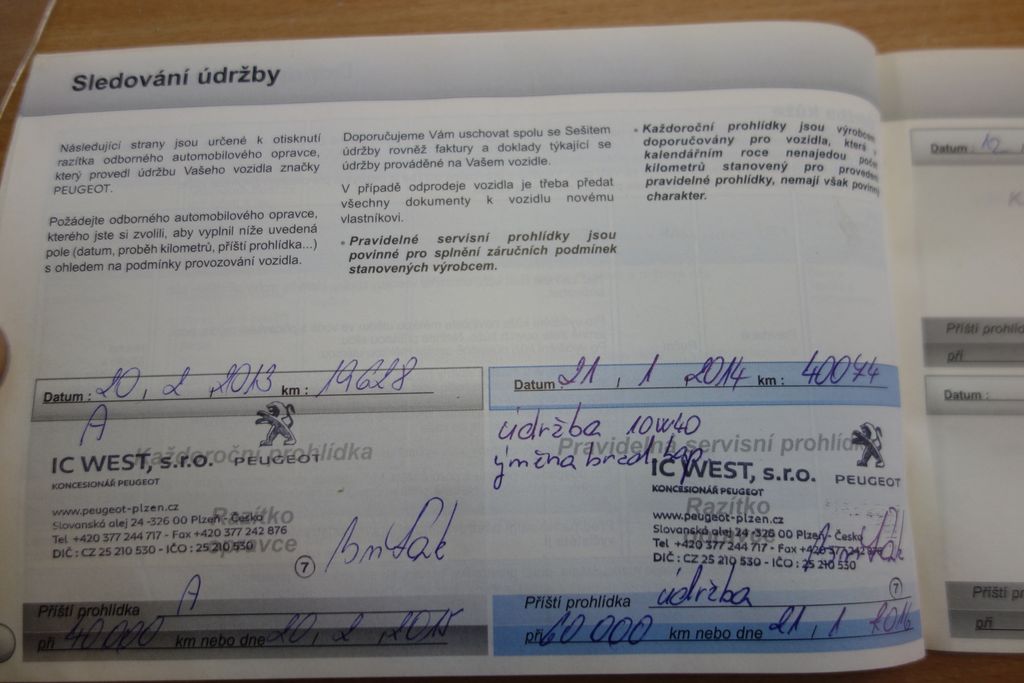 Sledování údržby
Následující strany jsou určené k otisknutí
razítka odborného automobilového opravce,
který provedl údržbu Vašeho vozidla značky
PEUGEOT.
Požádejte odborného automobilového opravce,
kterého jste si zvolili, aby vyplnil níže uvedená
pole (datum, proběh kilometrů, příští prohlídka...)
s ohledem na podmínky provozování vozidla.
Doporučujeme Vám uschovat spolu se Sešitem
údržby rovněž faktury a doklady týkající se
údržby prováděné na Vašem vozidle.
V případě odprodeje vozidla je třeba předat
všechny dokumenty k vozidlu novému
vlastníkovi.
• Pravidelné servisní prohlídky jsou
povinné pro splnění záručních podmínek
stanovených výrobcem.
• Každoroční prohlídky jsou výrobcem
doporučovány pro vozidla, která v
kalendářním roce nenajedou počet
kilometrů stanovený pro provedení
pravidelné prohlídky, nemají však povinný
charakter.
Datum : 20, 2, 2013 km : 19628
A
Každoroční prohlídka
IC WEST, s.r.o. PEUGEOT
KONCESIONÁŘ PEUGEOT
www.peugeot-plzen.cz
Slovanská alej 24 -326 00 Plzeň - Česko
Tel +420 377 244 717 - Fax +420 377 242 876
DIČ : CZ 25 210 530 - IČO : 25 210 530
Razítko
opravce
7
Příští prohlídka A
při 40 000 km nebo dne 20, 2, 2015
Datum 21, 1 2014 km : 40074
údržba 10W40
Pravidelná servisní prohlídka
výměna brzd. kap.
IC WEST, s.r.o. PEUGEOT
KONCESIONÁŘ PEUGEOT
www.peugeot-plzen.cz
Slovanská alej 24 -326 00 Plzeň - Česko
Tel +420 377 244 717 - Fax +420 377 242 876
DIČ : CZ 25 210 530 - IČO : 25 210 530
Razítko
opravce
7
Příští prohlídka údržba
při 60 000 km nebo dne 21, 1 2016
Datum : 12
Příští prohlíd
při
Datum :
Příští p
při